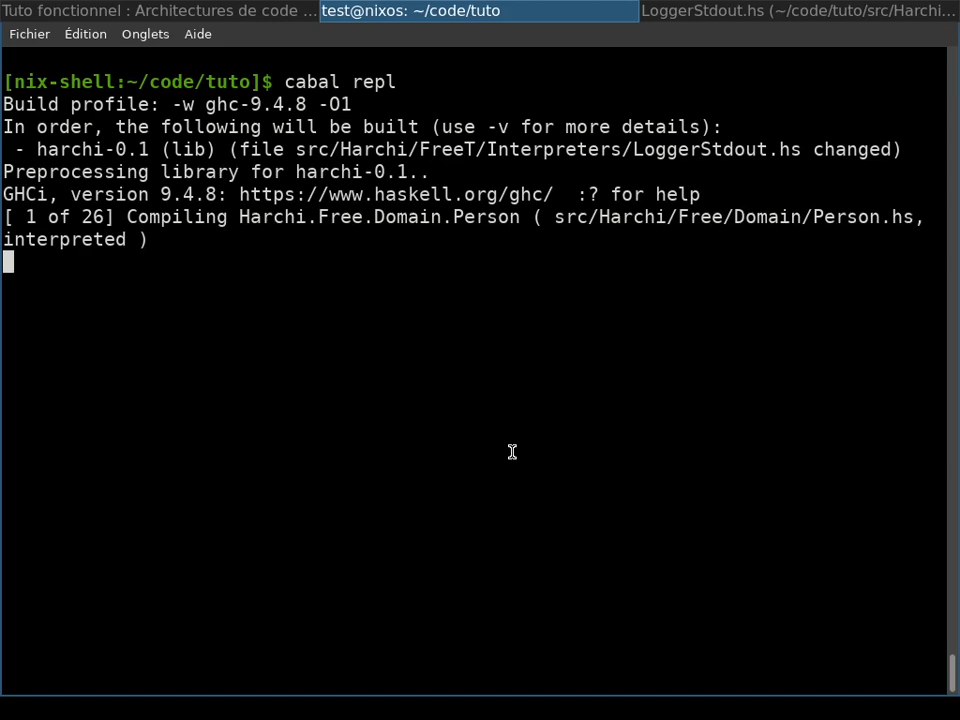 Tuto fonctionnel : Architectures de code ... test@nixos: ~/code/tuto LoggerStdout.hs (~/code/tuto/src/Harchi...
Fichier Édition Onglets Aide
[nix-shell:~/code/tuto]$ cabal repl
Build profile: -w ghc-9.4.8 -O1
In order, the following will be built (use -v for more details):
 - harchi-0.1 (lib) (file src/Harchi/FreeT/Interpreters/LoggerStdout.hs changed)
Preprocessing library for harchi-0.1..
GHCi, version 9.4.8: https://www.haskell.org/ghc/  :? for help
[ 1 of 26] Compiling Harchi.Free.Domain.Person ( src/Harchi/Free/Domain/Person.hs,
interpreted )